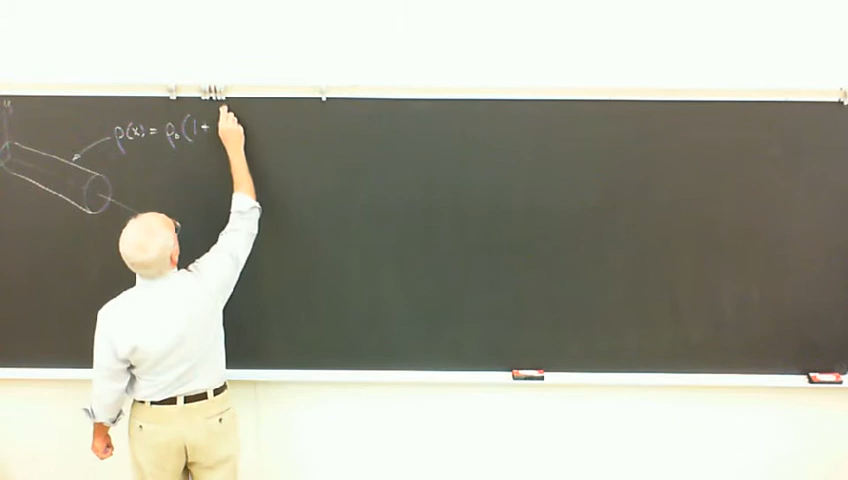 ρ(x) = ρ₀ (1 +